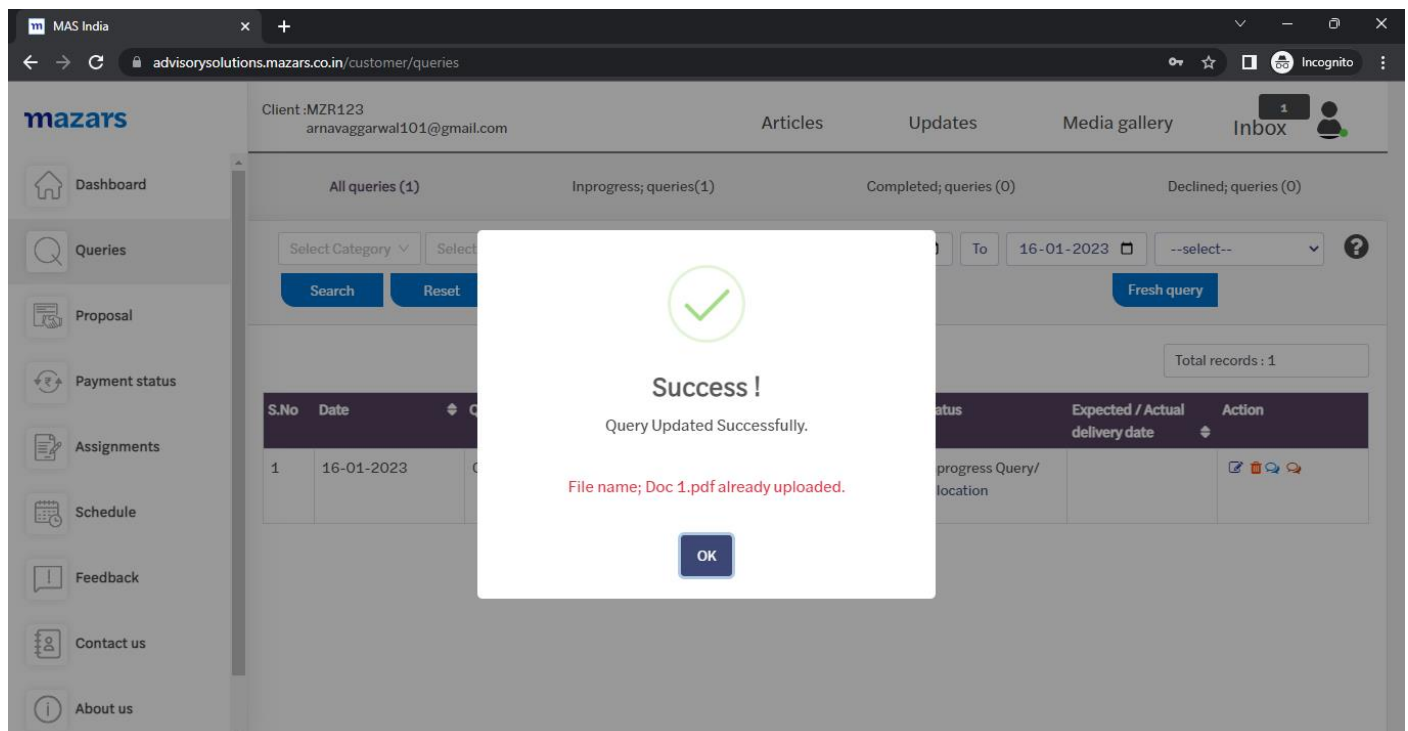 MAS India
advisorysolutions.mazars.co.in/customer/queries
Incognito
mazars
Client :MZR123
arnavaggarwal101@gmail.com
Articles
Updates
Media gallery
1
Inbox
Dashboard
Queries
Proposal
Payment status
Assignments
Schedule
Feedback
Contact us
About us
All queries (1)
Inprogress; queries(1)
Completed; queries (0)
Declined; queries (0)
Select Category
Select
To
16-01-2023
--select--
Search
Reset
Fresh query
Total records : 1
S.No
Date
Expected / Actual
delivery date
Action
1
16-01-2023
progress Query/
location
Success !
Query Updated Successfully.
File name; Doc 1.pdf already uploaded.
OK